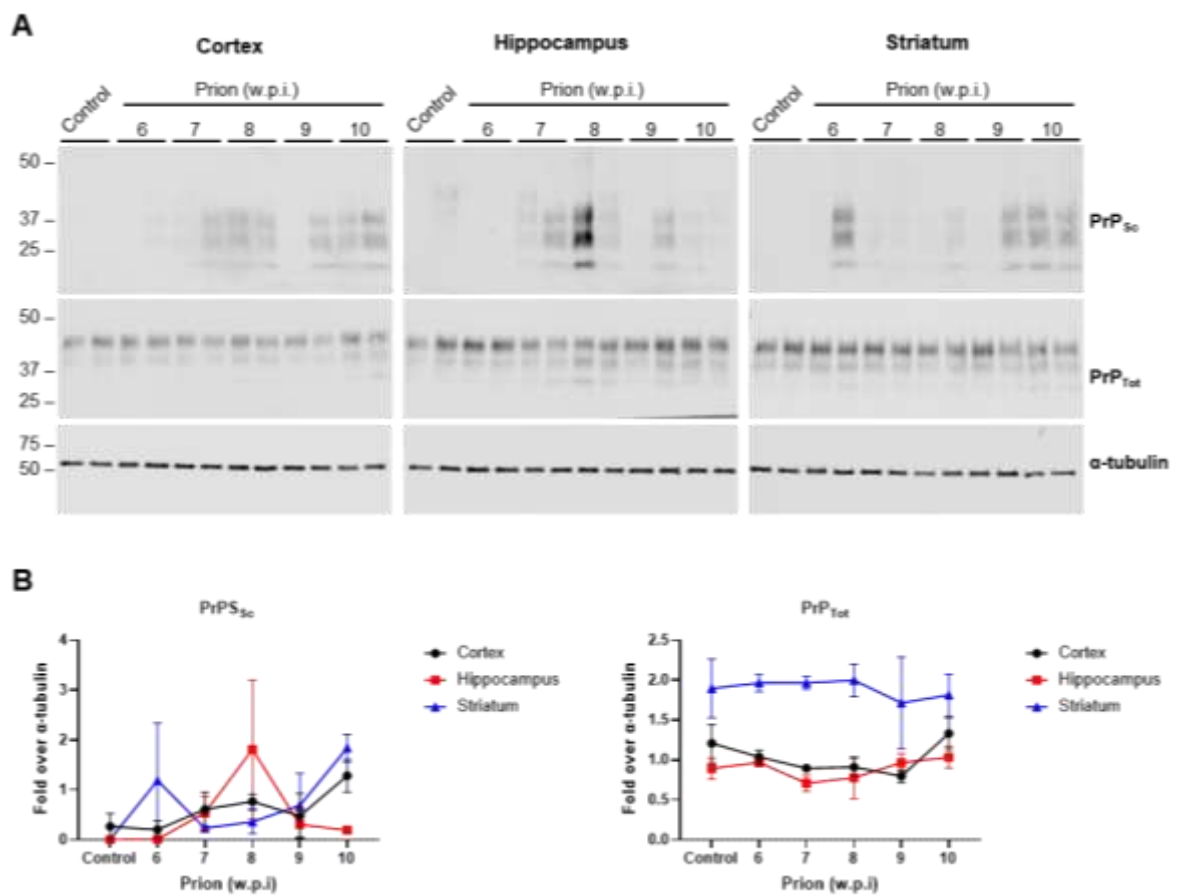 A
Cortex Hippocampus Striatum
Control Prion (w.p.i.) Control Prion (w.p.i.) Control Prion (w.p.i.)
6 7 8 9 10 6 7 8 9 10 6 7 8 9 10
50
37
25
PrPSc
50
37
25
PrPTot
75
50
α-tubulin
B
PrPSSc
Fold over α-tubulin
4
3
2
1
0
Control 6 7 8 9 10
Prion (w.p.i)
Cortex
Hippocampus
Striatum
PrPTot
Fold over α-tubulin
2.5
2.0
1.5
1.0
0.5
0.0
Control 6 7 8 9 10
Prion (w.p.i)
Cortex
Hippocampus
Striatum